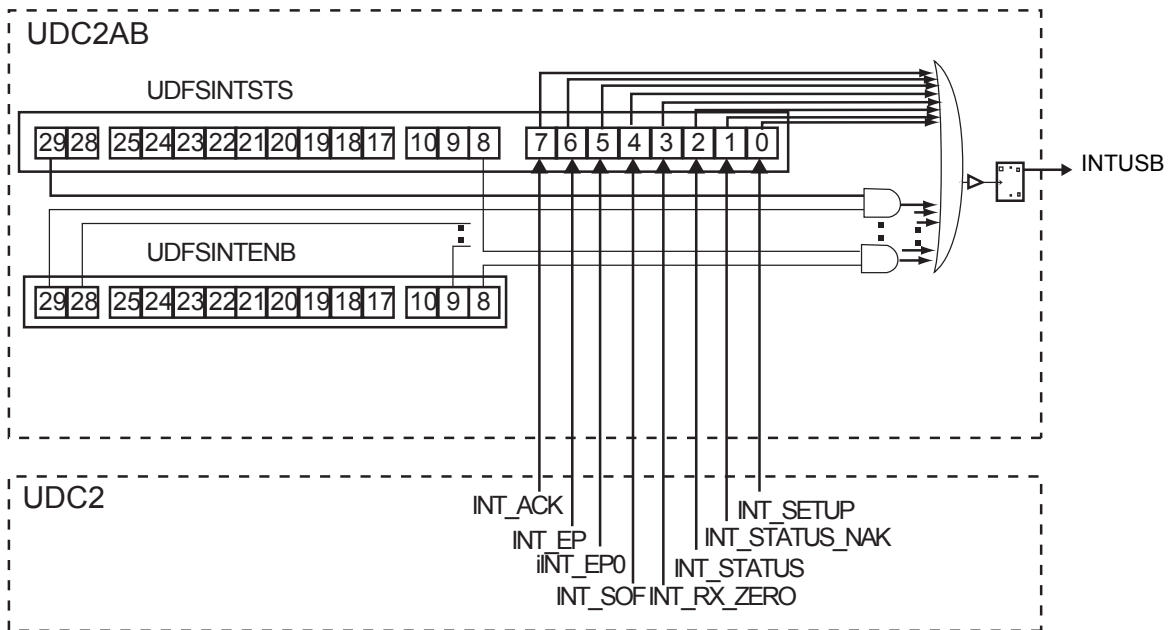 UDC2AB
UDFSINTSTS
29 28 25 24 23 22 21 20 19 18 17 10 9 8 7 6 5 4 3 2 1 0
INTUSB
UDFSINTENB
29 28 25 24 23 22 21 20 19 18 17 10 9 8
UDC2
INT_ACK
INT_SETUP
INT_EP
INT_STATUS_NAK
iINT_EP0
INT_STATUS
INT_SOF
INT_RX_ZERO